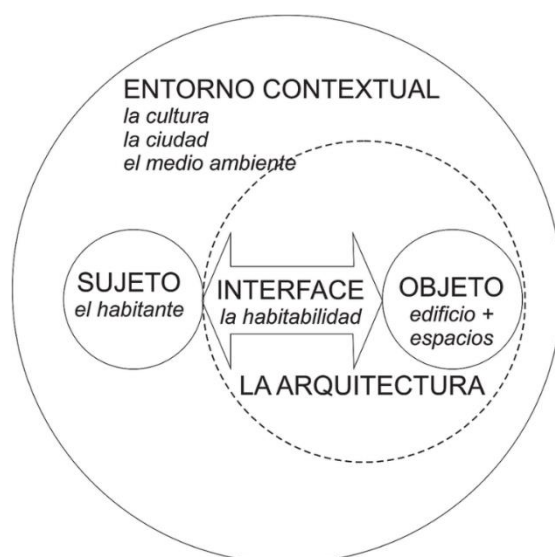 ENTORNO CONTEXTUAL
la cultura
la ciudad
el medio ambiente
SUJETO
el habitante
INTERFACE
la habitabilidad
OBJETO
edificio +
espacios
LA ARQUITECTURA